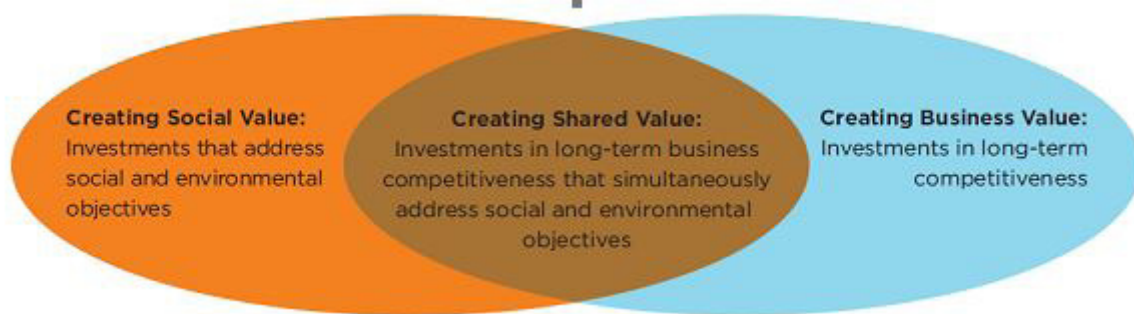 Creating Social Value:
Investments that address
social and environmental
objectives
Creating Shared Value:
Investments in long-term business
competitiveness that simultaneously
address social and environmental
objectives
Creating Business Value:
Investments in long-term
competitiveness